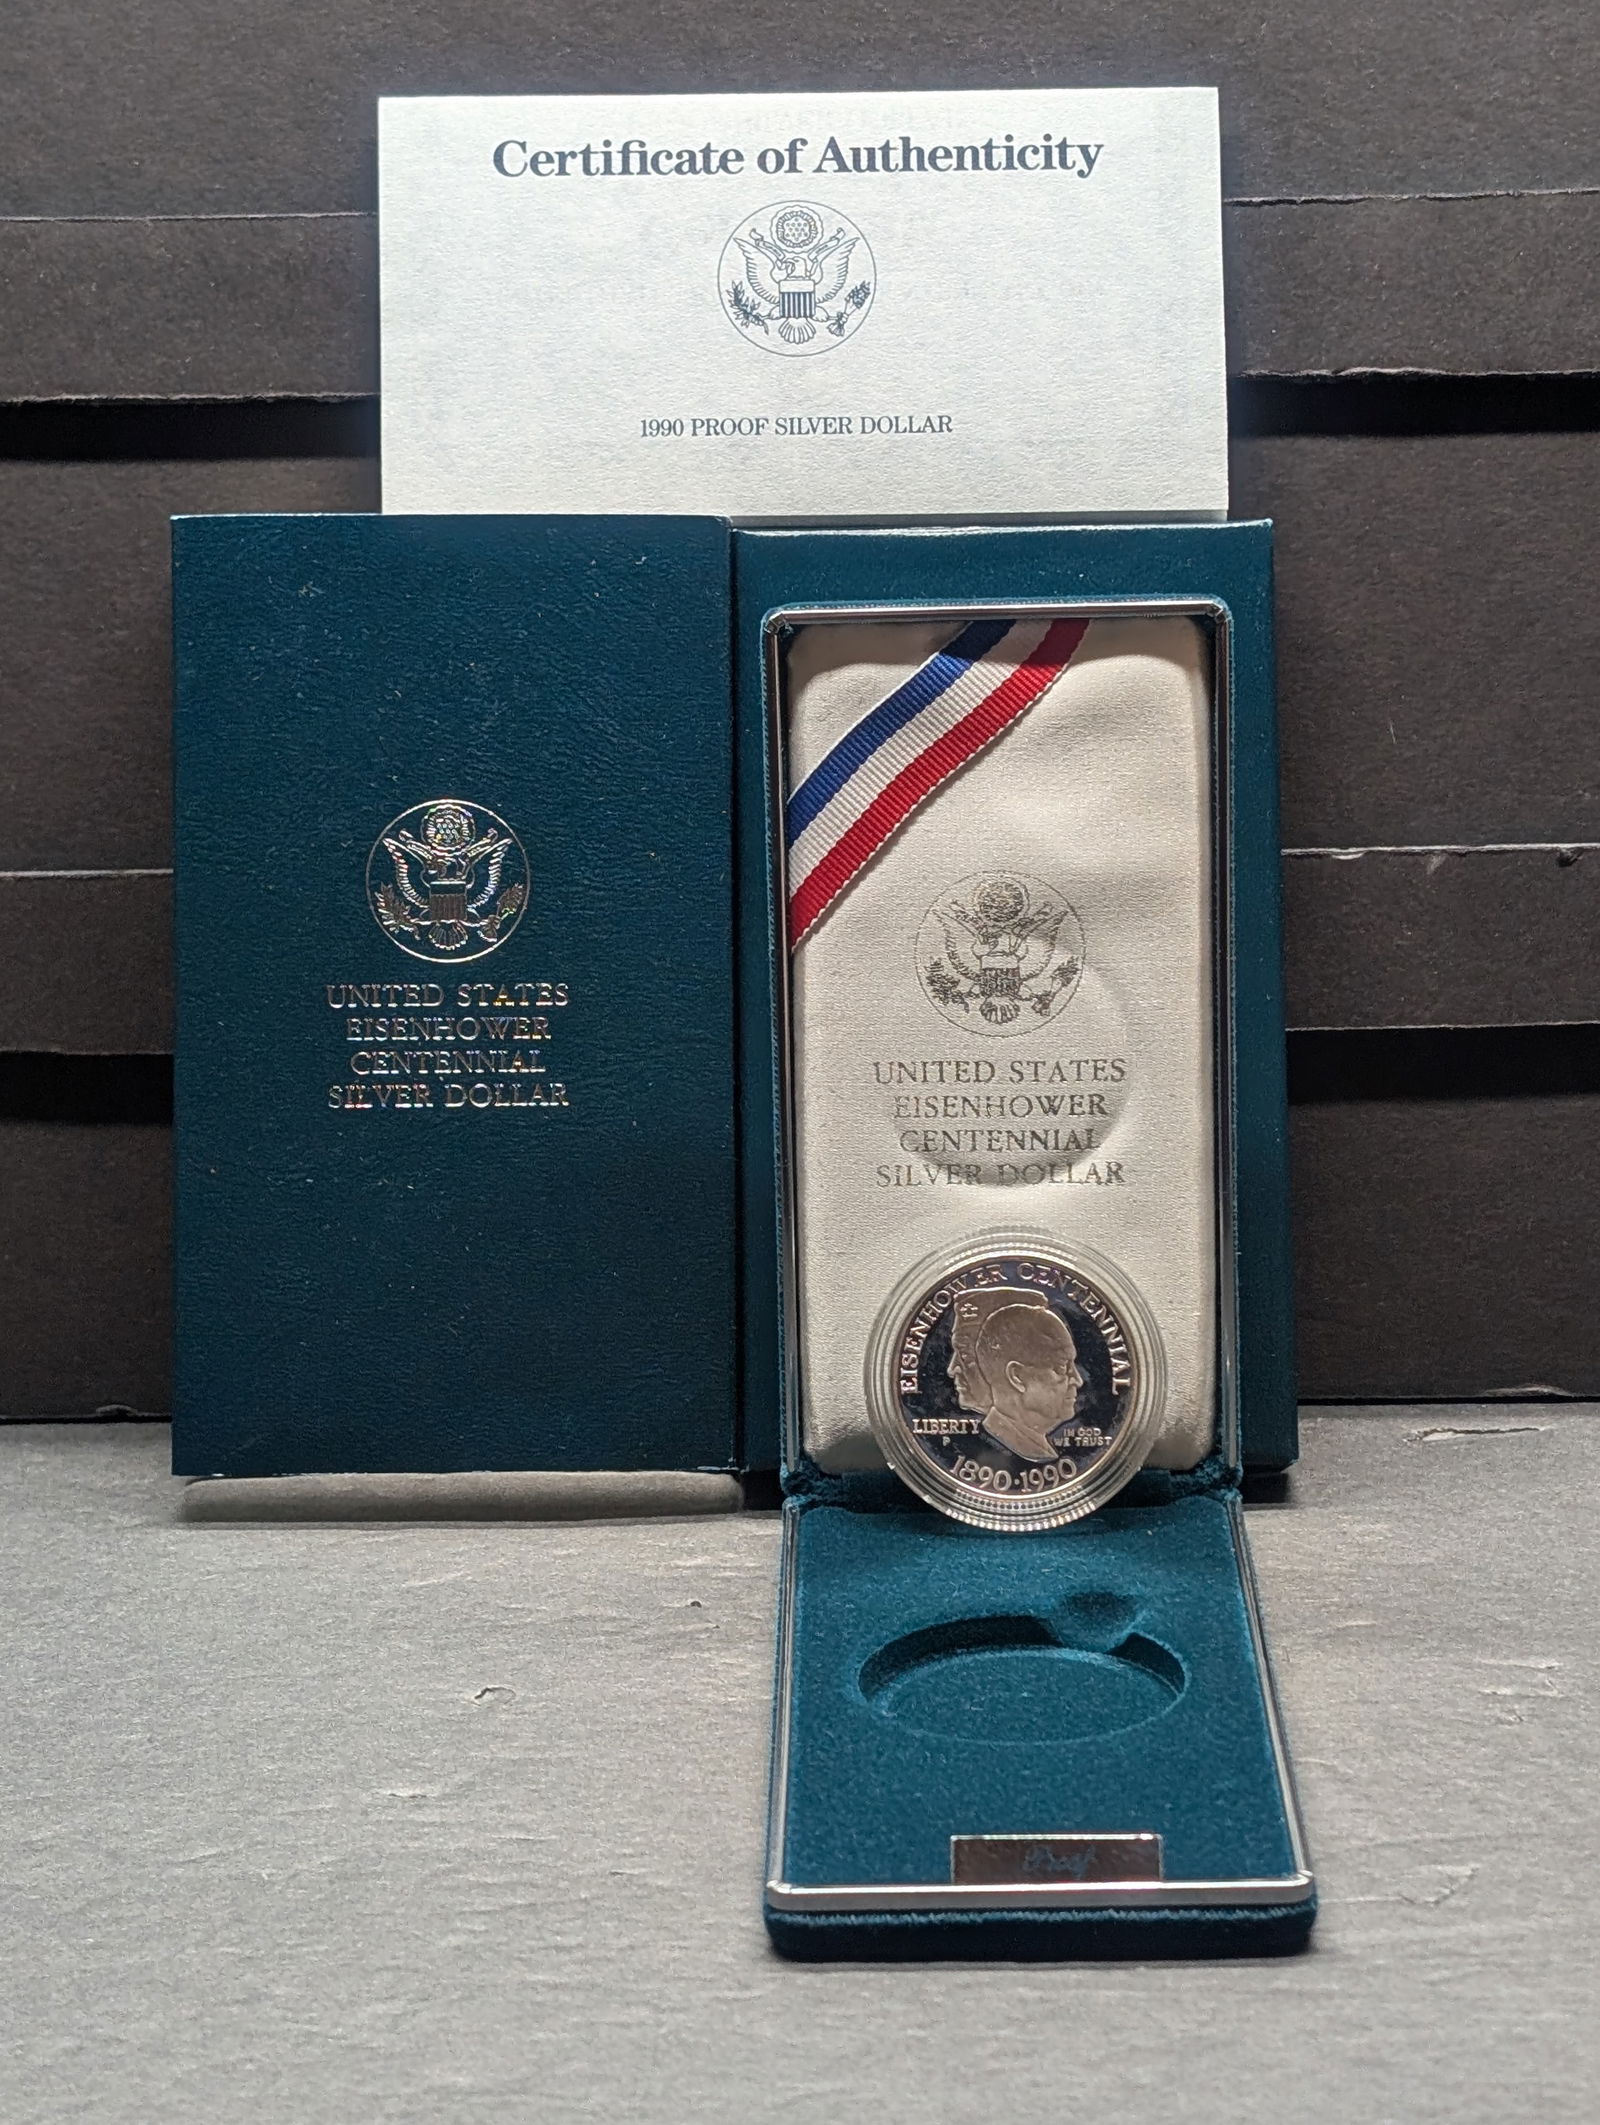 Certificate of Authenticity
1990 PROOF SILVER DOLLAR
UNITED STATES
EISENHOWER
CENTENNIAL
SILVER DOLLAR
UNITED STATES
EISENHOWER
CENTENNIAL
SILVER DOLLAR
EISENHOWER CENTENNIAL
LIBERTY
P
IN GOD
WE TRUST
1890·1990
Proof